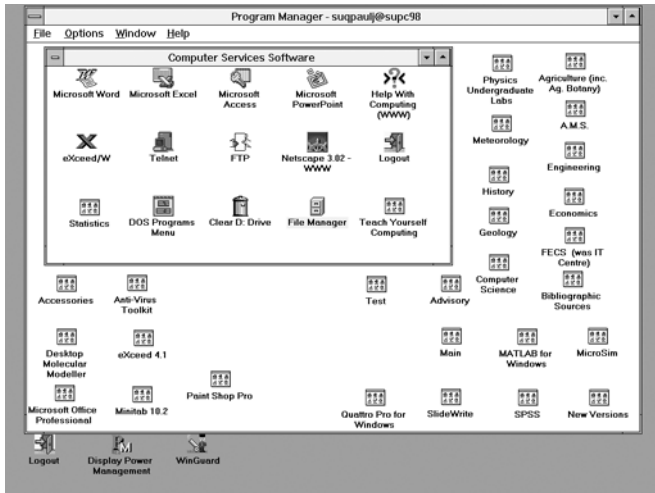 Program Manager - suqpaulj@supc98
File Options Window Help
Computer Services Software
Microsoft Word
Microsoft Excel
Microsoft
Access
Microsoft
PowerPoint
Help With
Computing
(WWW)
eXceed/W
Telnet
FTP
Netscape 3.02 -
WWW
Logout
Statistics
DOS Programs
Menu
Clear D: Drive
File Manager
Teach Yourself
Computing
Physics
Undergraduate
Labs
Agriculture (inc.
Ag. Botany)
A.M.S.
Meteorology
Engineering
History
Economics
Geology
FECS (was IT
Centre)
Computer
Science
Bibliographic
Sources
Accessories
Anti-Virus
Toolkit
Test
Advisory
Desktop
Molecular
Modeller
eXceed 4.1
Main
MATLAB for
Windows
MicroSim
Microsoft Office
Professional
Minitab 10.2
Paint Shop Pro
Quattro Pro for
Windows
SlideWrite
SPSS
New Versions
Logout
Display Power
Management
WinGuard